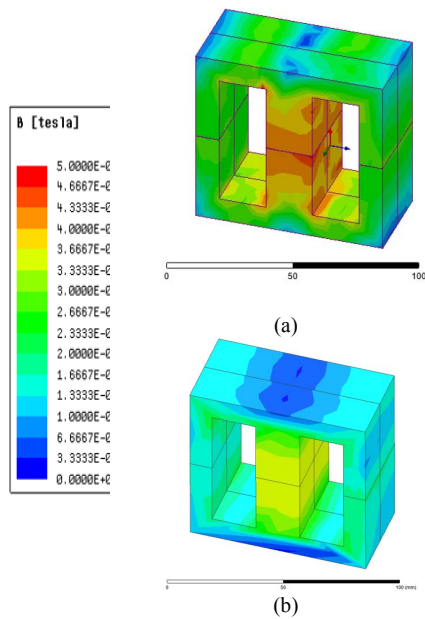 B [tesla]
5.0000E-0
4.6667E-0
4.3333E-0
4.0000E-0
3.6667E-0
3.3333E-0
3.0000E-0
2.6667E-0
2.3333E-0
2.0000E-0
1.6667E-0
1.3333E-0
1.0000E-0
6.6667E-0
3.3333E-0
0.0000E+0
0 50 100
(a)
0 50 100 (mm)
(b)